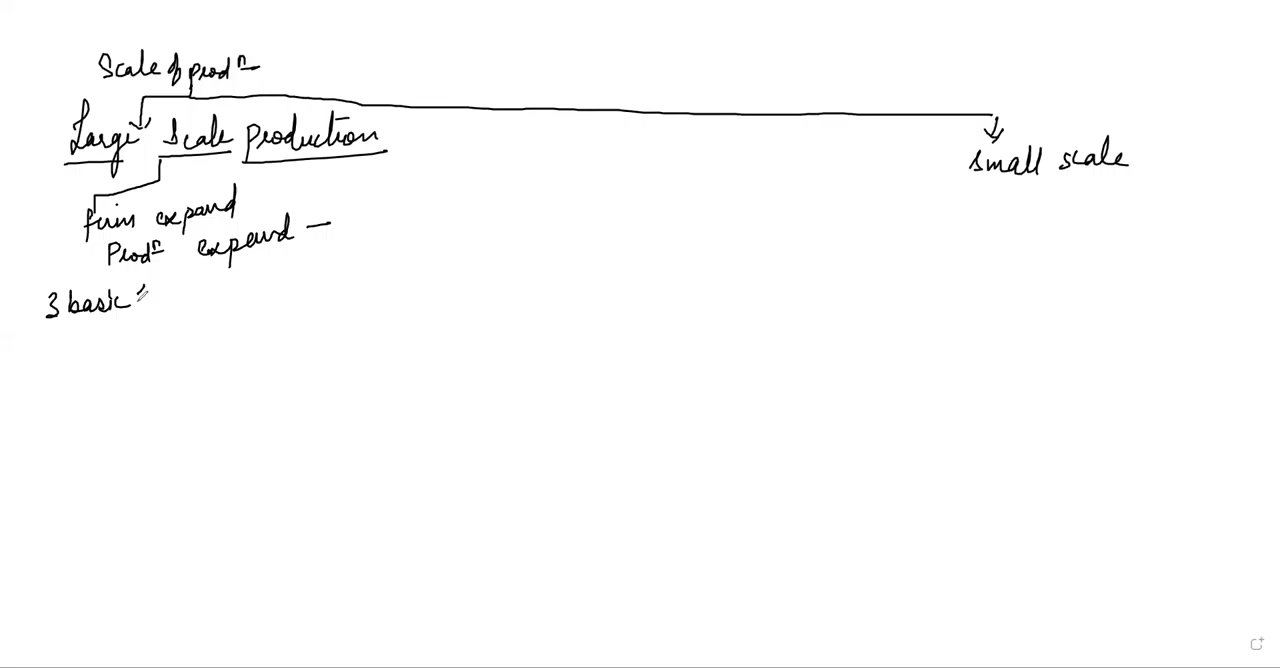 Scale of prodn
Large Scale production
small scale
firm expand
Prodn expand —
3 basic